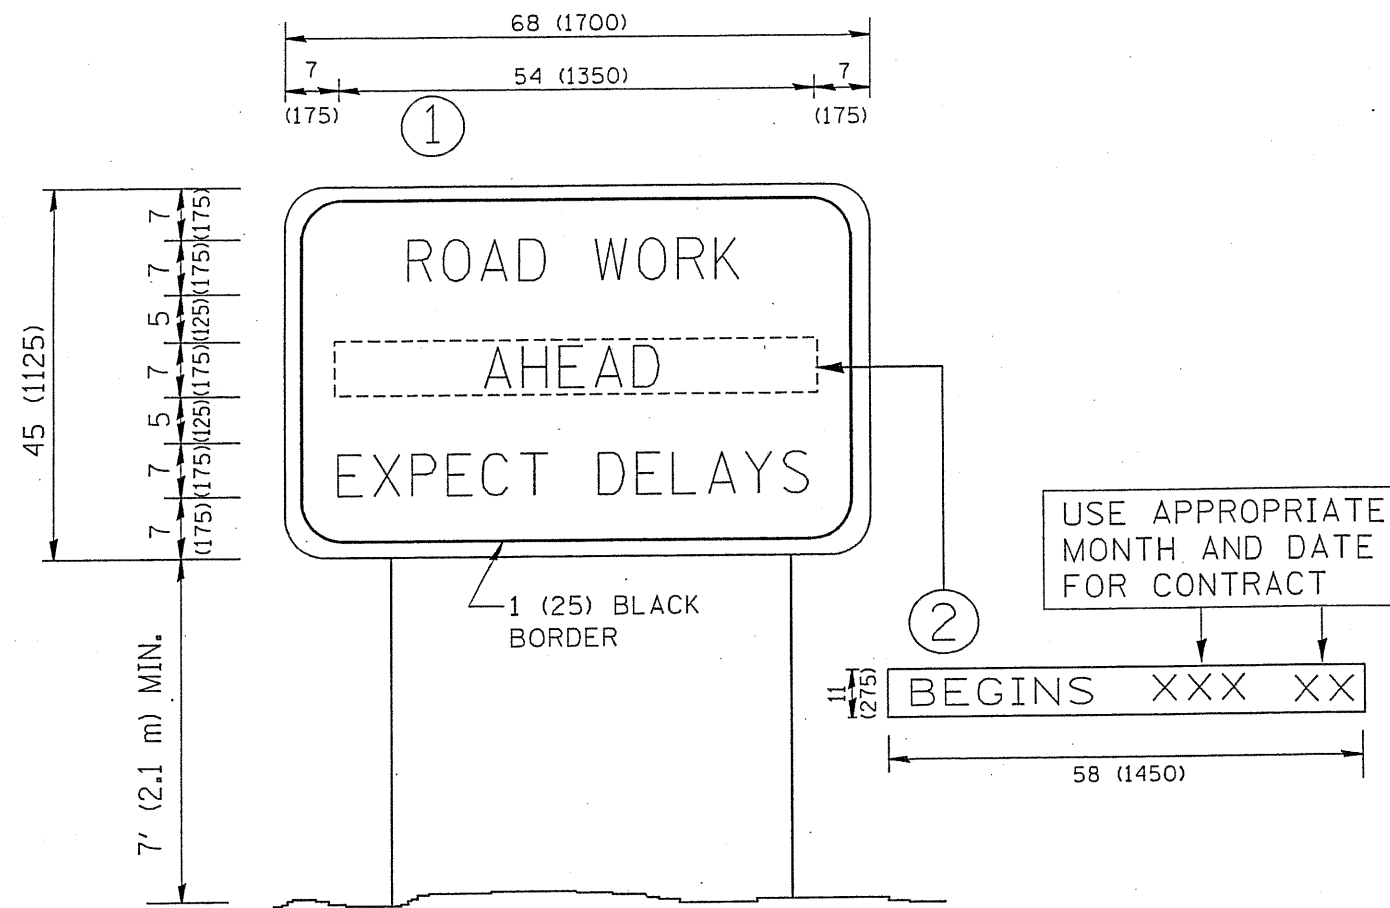 68 (1700)
7
54 (1350)
7
(175)
(175)
1
45 (1125)
7 (175)
7 (175)
5 (125)
7 (175)
5 (125)
7 (175)
7 (175)
ROAD WORK
AHEAD
EXPECT DELAYS
7' (2.1 m) MIN.
1 (25) BLACK
BORDER
2
USE APPROPRIATE
MONTH AND DATE
FOR CONTRACT
11
(275)
BEGINS XXX XX
58 (1450)